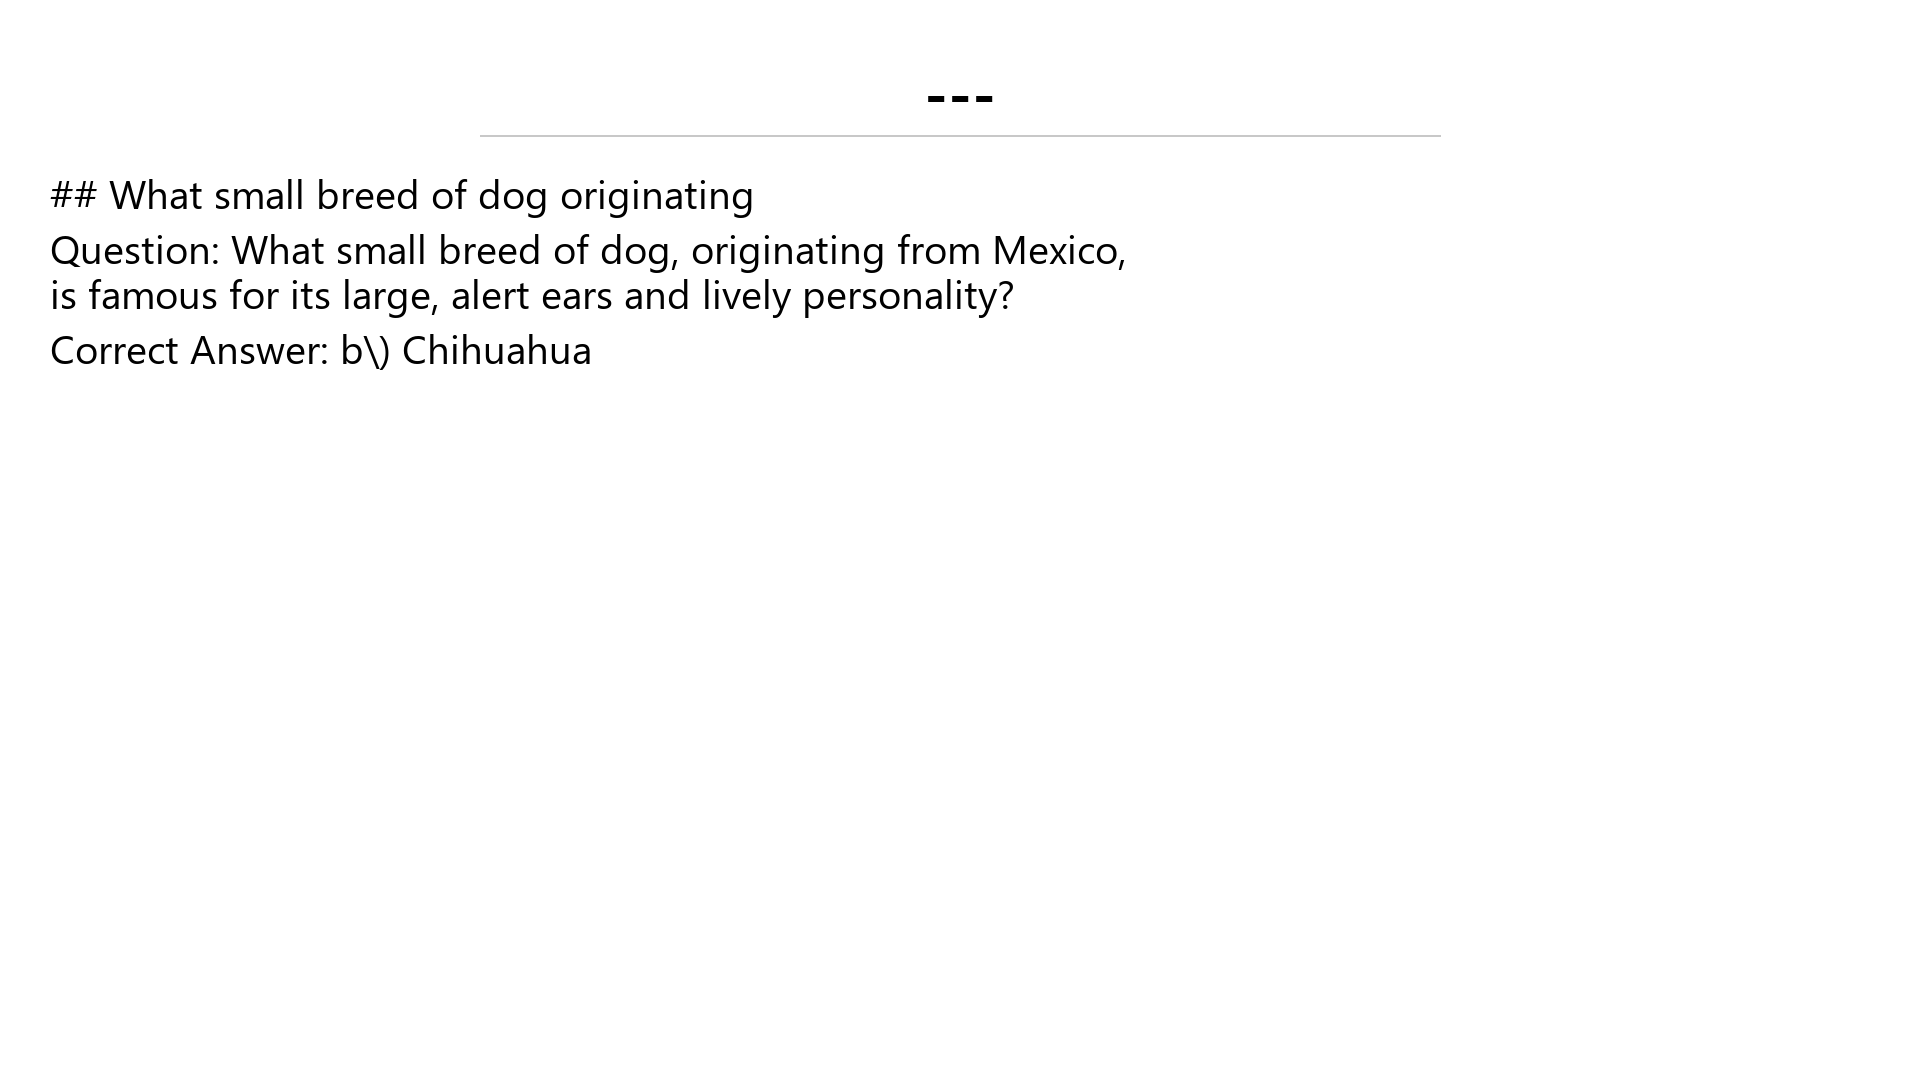 ---
## What small breed of dog originating
Question: What small breed of dog, originating from Mexico,
is famous for its large, alert ears and lively personality?
Correct Answer: b\) Chihuahua